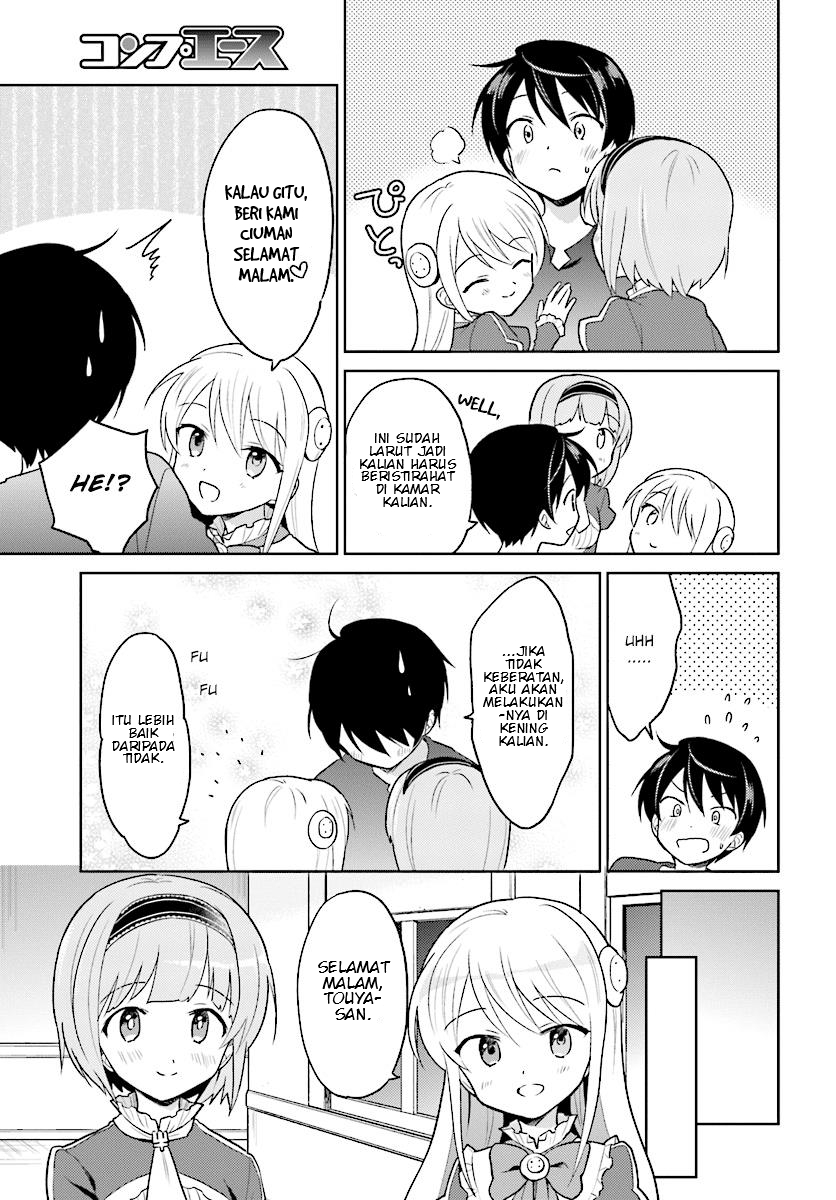 コンプエース
ぴと。
WELL,
INI SUDAH
LARUT JADI
KALIAN HARUS
BERISTIRAHAT
DI KAMAR
KALIAN.
KALAU GITU,
BERI KAMI
CIUMAN
SELAMAT
MALAM.♡
HE!?
UHH
.....
...JIKA
TIDAK
KEBERATAN,
AKU AKAN
MELAKUKAN
-NYA DI
KENING
KALIAN.
FU
FU
ITU LEBIH
BAIK
DARIPADA
TIDAK.
SELAMAT
MALAM,
TOUYA-
SAN.